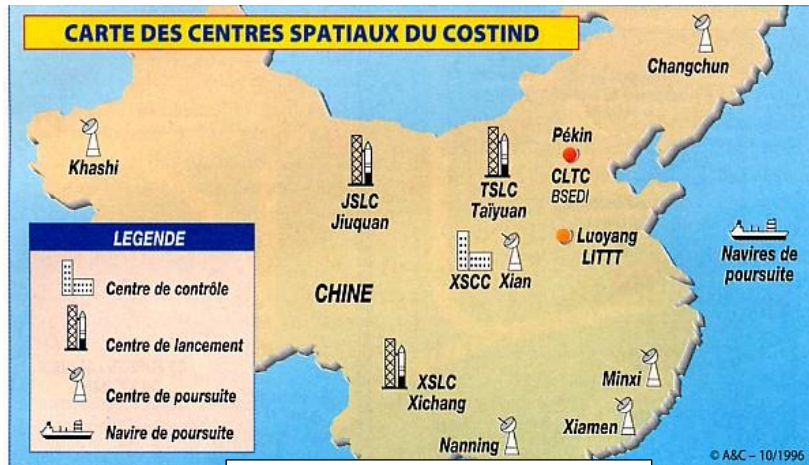 CARTE DES CENTRES SPATIAUX DU COSTIND
Changchun
Khashi
JSLC
Jiuquan
TSLC
Taïyuan
Pékin
CLTC
BSEDI
Luoyang
LITTT
XSCC Xian
Navires de
poursuite
CHINE
LEGENDE
Centre de contrôle
Centre de lancement
Centre de poursuite
Navire de poursuite
XSLC
Xichang
Minxi
Xiamen
Nanning
© A&C – 10/1996